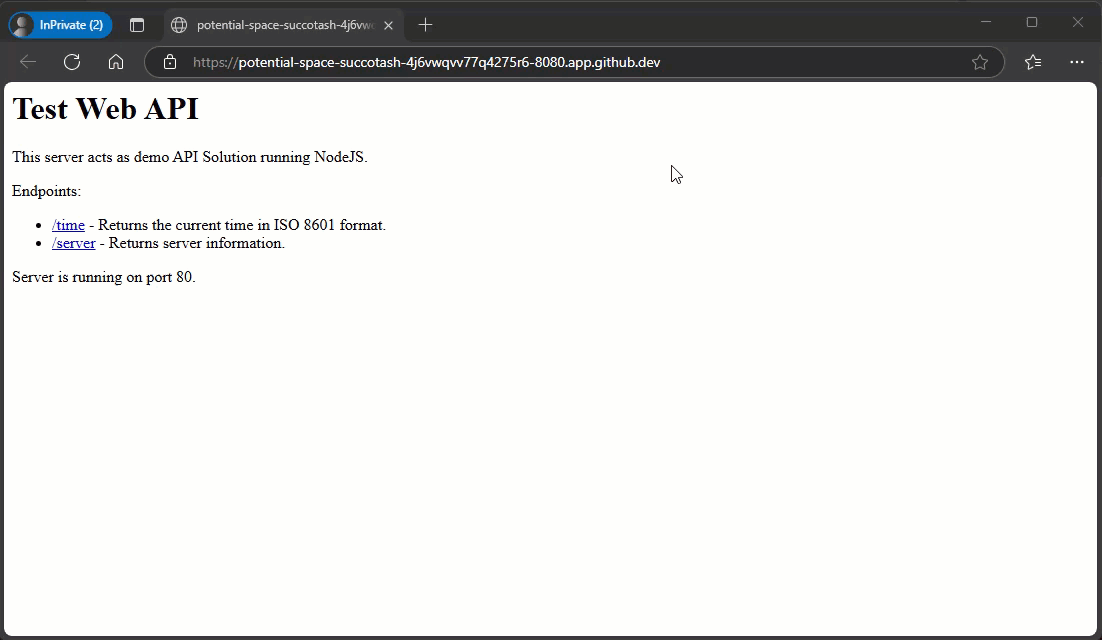 InPrivate (2)
potential-space-succotash-4j6vw
https://potential-space-succotash-4j6vwqvv77q4275r6-8080.app.github.dev
Test Web API
This server acts as demo API Solution running NodeJS.
Endpoints:
/time - Returns the current time in ISO 8601 format.
/server - Returns server information.
Server is running on port 80.